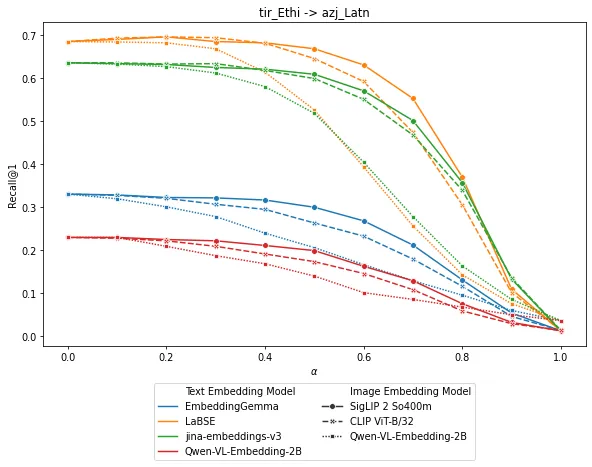 tir_Ethi -> azj_Latn
Recall@1
0.7
0.6
0.5
0.4
0.3
0.2
0.1
0.0
0.0 0.2 0.4 0.6 0.8 1.0
α
Text Embedding Model Image Embedding Model
EmbeddingGemma SigLIP 2 So400m
LaBSE CLIP ViT-B/32
jina-embeddings-v3 Qwen-VL-Embedding-2B
Qwen-VL-Embedding-2B